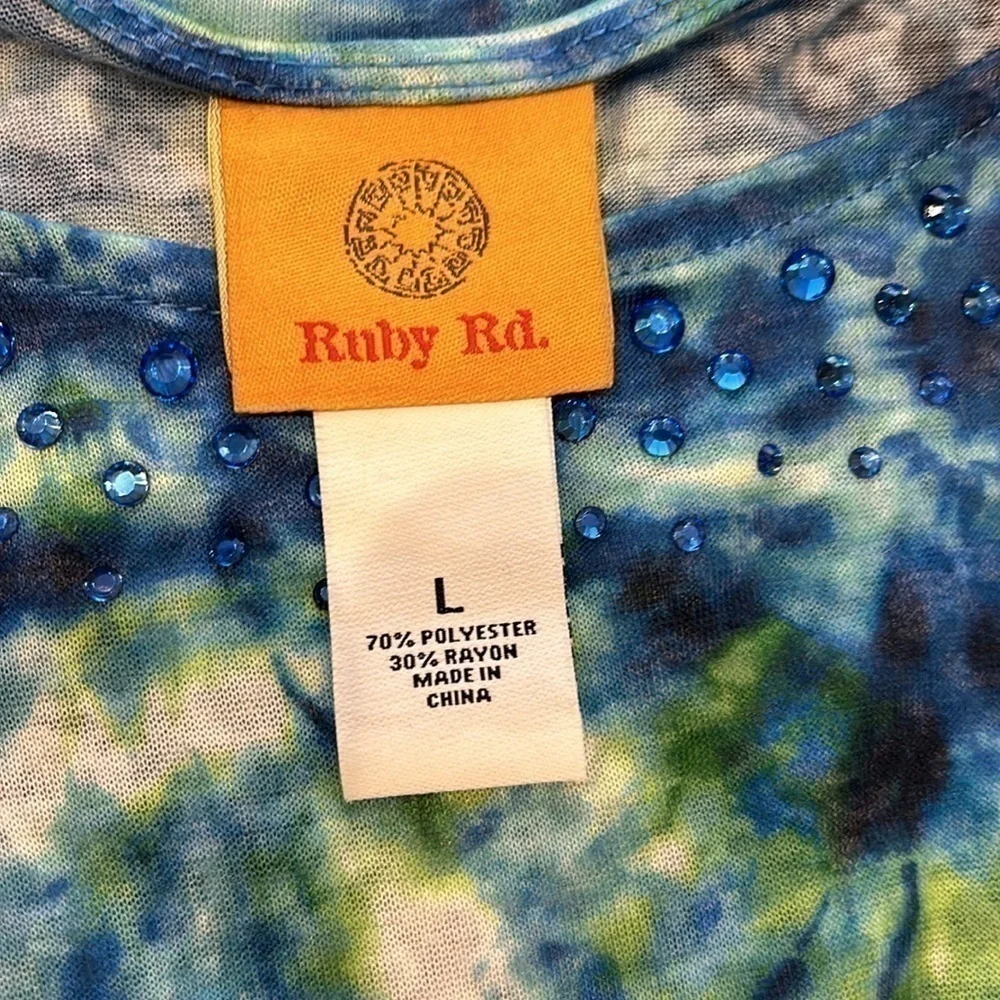 Ruby Rd.
L
70% POLYESTER
30% RAYON
MADE IN
CHINA